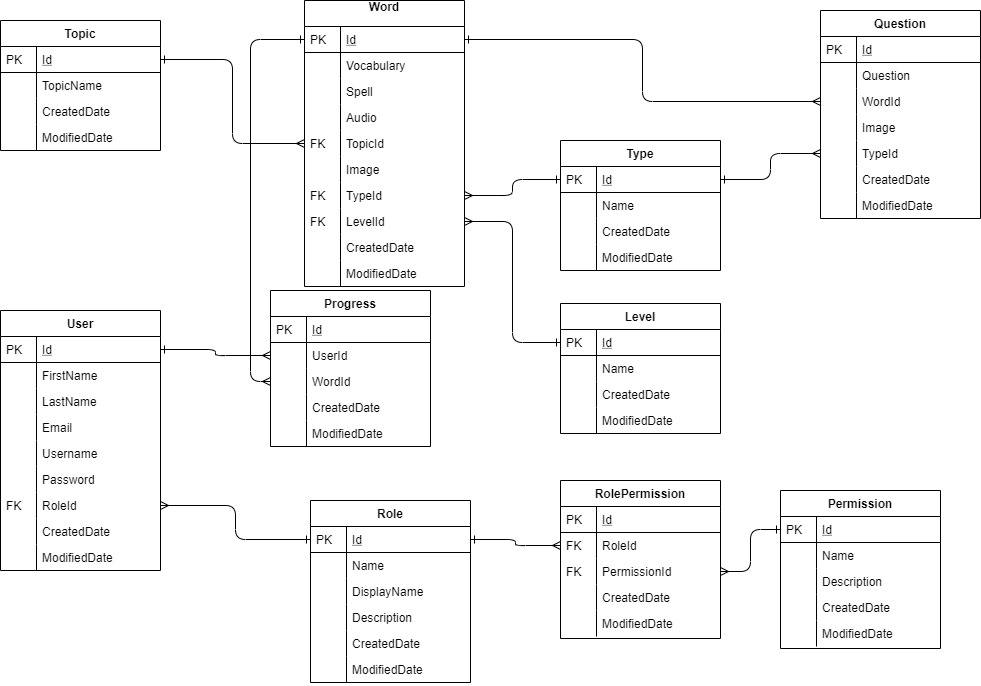 Topic
PK Id
TopicName
CreatedDate
ModifiedDate
Word
PK Id
Vocabulary
Spell
Audio
FK TopicId
Image
FK TypeId
FK LevelId
CreatedDate
ModifiedDate
Question
PK Id
Question
WordId
Image
TypeId
CreatedDate
ModifiedDate
Type
PK Id
Name
CreatedDate
ModifiedDate
Progress
PK Id
UserId
WordId
CreatedDate
ModifiedDate
Level
PK Id
Name
CreatedDate
ModifiedDate
User
PK Id
FirstName
LastName
Email
Username
Password
FK RoleId
CreatedDate
ModifiedDate
Role
PK Id
Name
DisplayName
Description
CreatedDate
ModifiedDate
RolePermission
PK Id
FK RoleId
FK PermissionId
CreatedDate
ModifiedDate
Permission
PK Id
Name
Description
CreatedDate
ModifiedDate